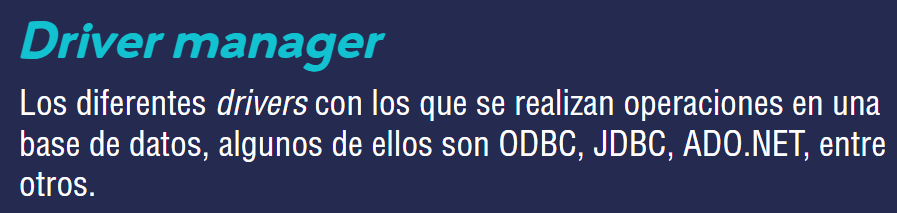 Driver manager
Los diferentes drivers con los que se realizan operaciones en una
base de datos, algunos de ellos son ODBC, JDBC, ADO.NET, entre
otros.